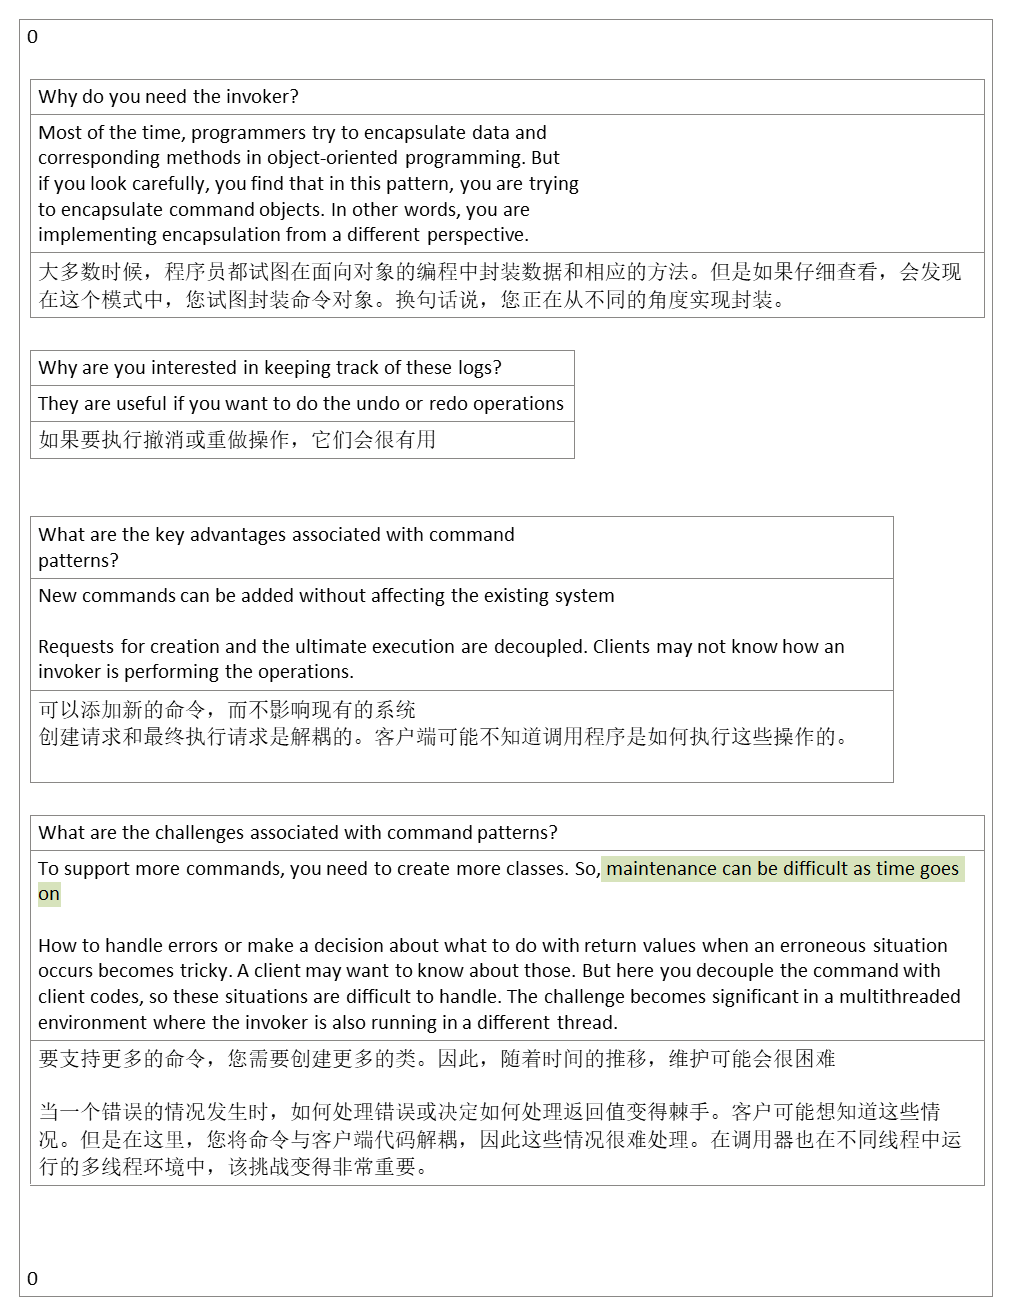 0
Why do you need the invoker?
Most of the time, programmers try to encapsulate data and
corresponding methods in object-oriented programming. But
if you look carefully, you find that in this pattern, you are trying
to encapsulate command objects. In other words, you are
implementing encapsulation from a different perspective.
大多数时候，程序员都试图在面向对象的编程中封装数据和相应的方法。但是如果仔细查看，会发现
在这个模式中，您试图封装命令对象。换句话说，您正在从不同的角度实现封装。
Why are you interested in keeping track of these logs?
They are useful if you want to do the undo or redo operations
如果要执行撤消或重做操作，它们会很有用
What are the key advantages associated with command
patterns?
New commands can be added without affecting the existing system
Requests for creation and the ultimate execution are decoupled. Clients may not know how an
invoker is performing the operations.
可以添加新的命令，而不影响现有的系统
创建请求和最终执行请求是解耦的。客户端可能不知道调用程序是如何执行这些操作的。
What are the challenges associated with command patterns?
To support more commands, you need to create more classes. So, maintenance can be difficult as time goes
on
How to handle errors or make a decision about what to do with return values when an erroneous situation
occurs becomes tricky. A client may want to know about those. But here you decouple the command with
client codes, so these situations are difficult to handle. The challenge becomes significant in a multithreaded
environment where the invoker is also running in a different thread.
要支持更多的命令，您需要创建更多的类。因此，随着时间的推移，维护可能会很困难
当一个错误的情况发生时，如何处理错误或决定如何处理返回值变得棘手。客户可能想知道这些情
况。但是在这里，您将命令与客户端代码解耦，因此这些情况很难处理。在调用器也在不同线程中运
行的多线程环境中，该挑战变得非常重要。
0